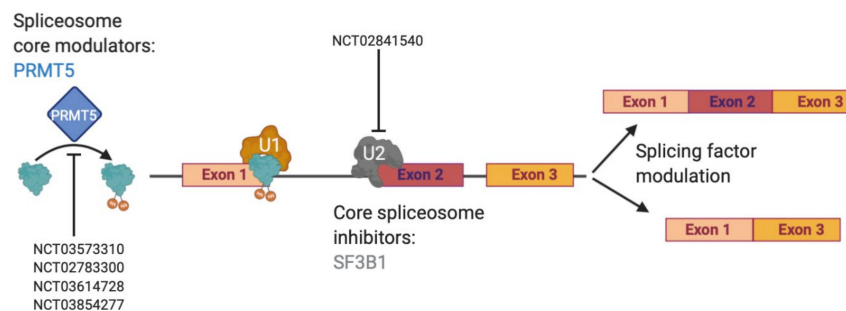 Spliceosome
core modulators:
PRMT5
PRMT5
NCT03573310
NCT02783300
NCT03614728
NCT03854277
Exon 1
U1
NCT02841540
U2
Exon 2
Core spliceosome
inhibitors:
SF3B1
Exon 3
Splicing factor
modulation
Exon 1 Exon 2 Exon 3
Exon 1 Exon 3